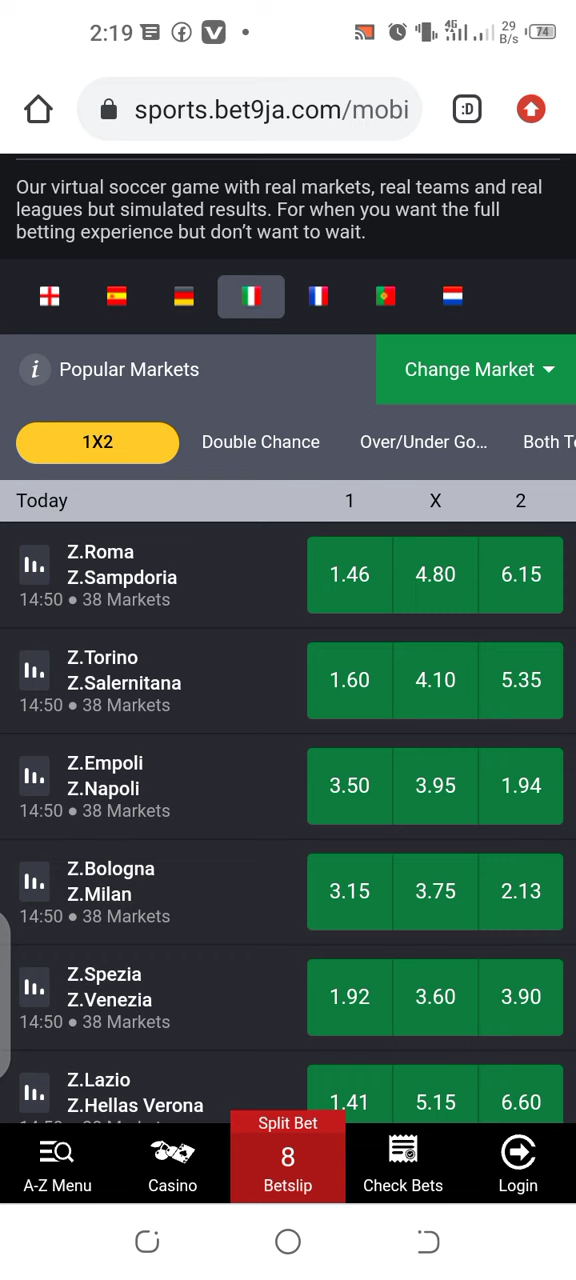 2:19
29
4G B/s 74
sports.bet9ja.com/mobi :D
Our virtual soccer game with real markets, real teams and real
leagues but simulated results. For when you want the full
betting experience but don’t want to wait.
i Popular Markets Change Market
1X2 Double Chance Over/Under Go... Both T
Today 1 X 2
Z.Roma
Z.Sampdoria
14:50 ● 38 Markets
1.46 4.80 6.15
Z.Torino
Z.Salernitana
14:50 ● 38 Markets
1.60 4.10 5.35
Z.Empoli
Z.Napoli
14:50 ● 38 Markets
3.50 3.95 1.94
Z.Bologna
Z.Milan
14:50 ● 38 Markets
3.15 3.75 2.13
Z.Spezia
Z.Venezia
14:50 ● 38 Markets
1.92 3.60 3.90
Z.Lazio
Z.Hellas Verona
1.41 5.15 6.60
Split Bet
8
A-Z Menu Casino Betslip Check Bets Login